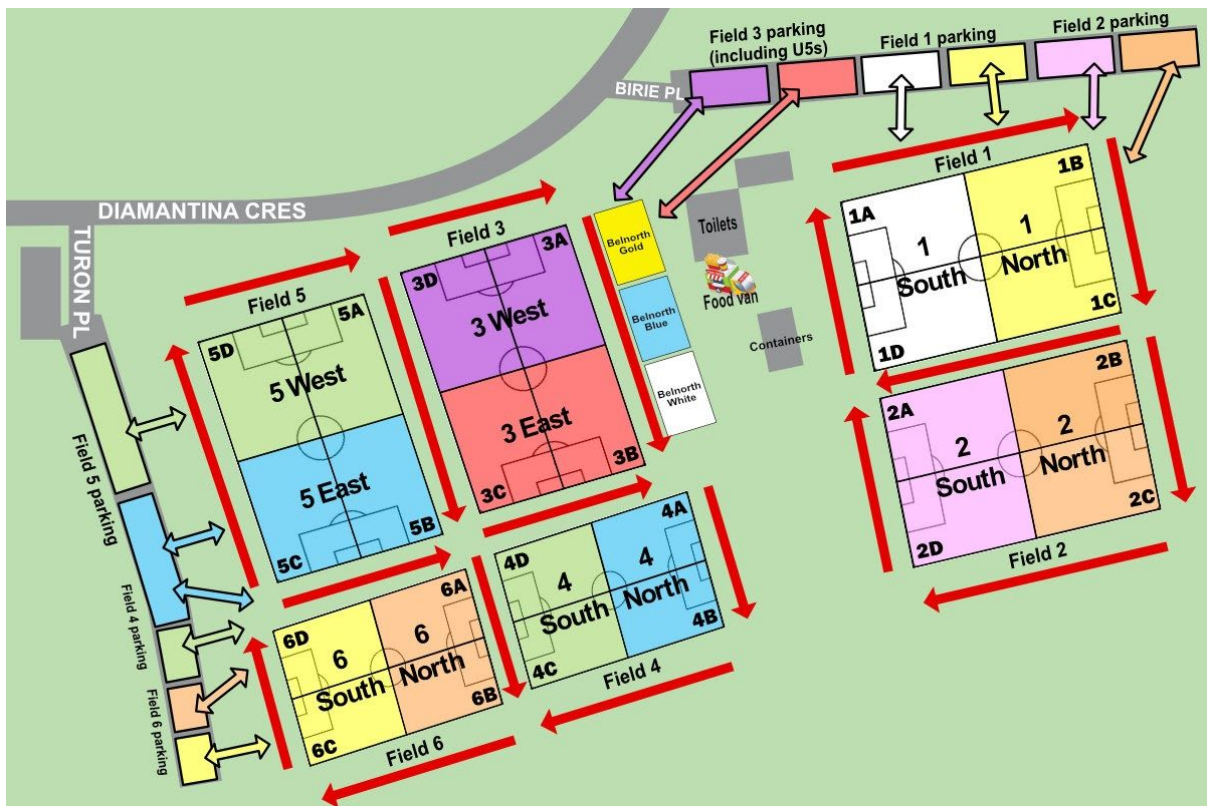 Field 3 parking
(including U5s)
Field 1 parking
Field 2 parking
BIRIE PL
DIAMANTINA CRES
TURON PL
Field 1
1A
1B
1
South
1
North
1C
1D
Toilets
Food van
Containers
Belnorth
Gold
Belnorth
Blue
Belnorth
White
Field 3
3D
3A
3 West
3 East
3C
3B
Field 5
5D
5A
5 West
5 East
5C
5B
2A
2B
2
South
2
North
2C
2D
Field 2
4D
4A
4
South
4
North
4C
4B
Field 4
6D
6A
6
South
6
North
6C
6B
Field 6
Field 5 parking
Field 4 parking
Field 6 parking